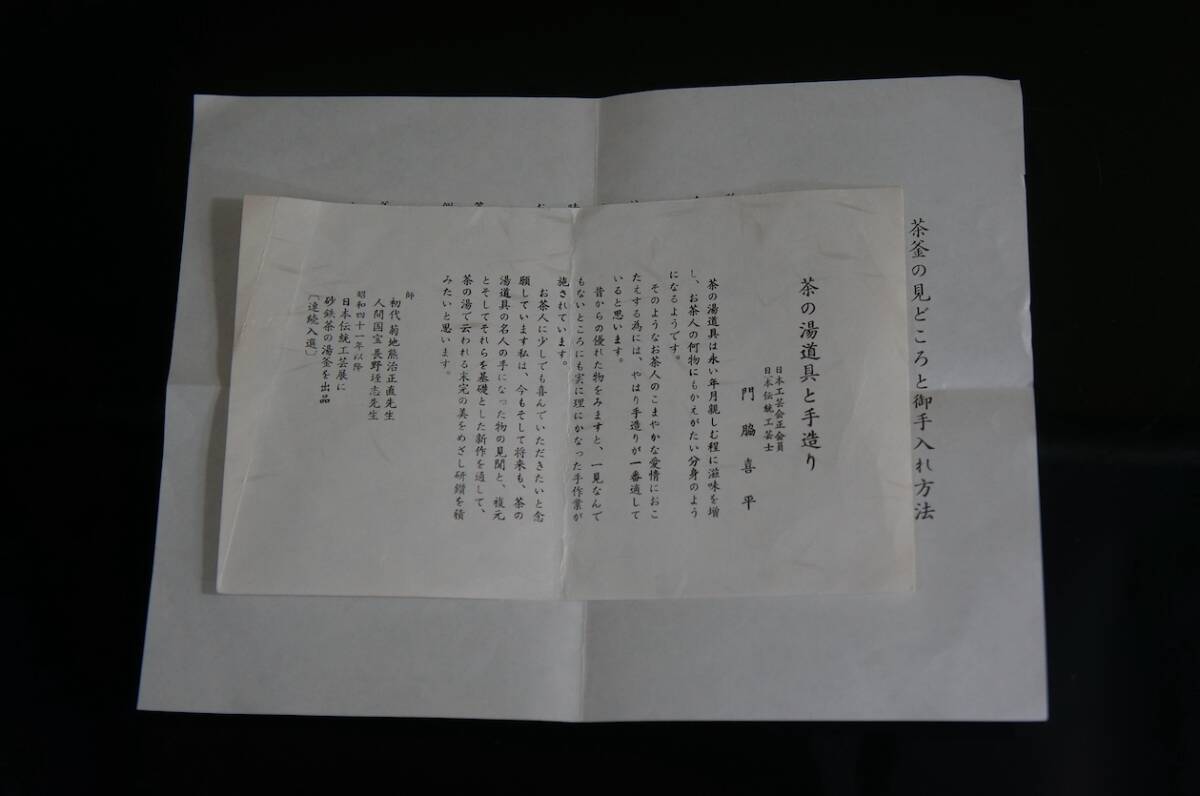 茶釜の見どころと御手入れ方法
茶の湯道具と手造り
日本工芸会正会員
日本伝統工芸士
門脇喜平
茶の湯道具は永い年月親しむ程に滋味を増
し、お茶人の何物にもかえがたい分身のよう
になるようです。
そのようなお茶人のこまやかな愛情におこ
たえする為には、やはり手造りが一番適して
いると思います。
昔からの優れた物をみますと、一見なんで
もないところにも実に理にかなった手作業が
施されています。
お茶人に少しでも喜んでいただきたいと念
願しています私は、今もそして将来も、茶の
湯道具の名人の手になった物の見聞と、複元
とそしてそれらを基礎とした新作を通して、
茶の湯で云われる未完の美をめざし研鑽を積
みたいと思います。
師
初代菊地熊治正直先生
人間国宝長野垤志先生
昭和四十一年以降
日本伝統工芸展に
砂鉄茶の湯釜を出品
〔連続入選〕